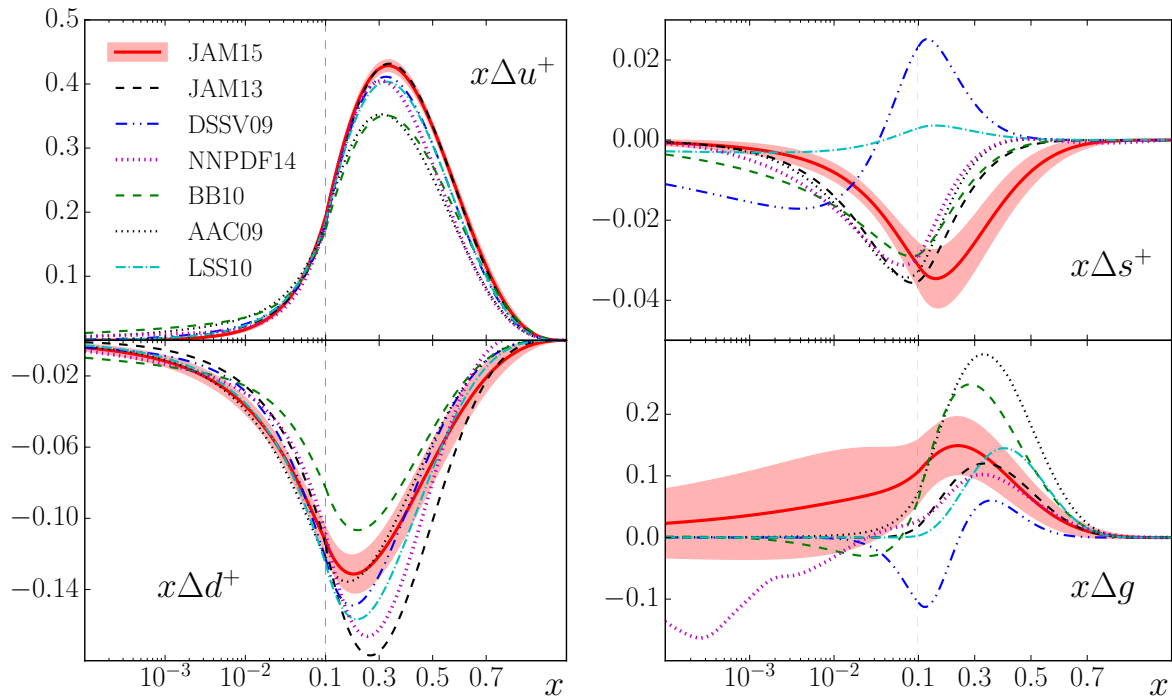 0.5
0.4
0.3
0.2
0.1
JAM15
JAM13
DSSV09
NNPDF14
BB10
AAC09
LSS10
xΔu⁺
0.02
0.00
−0.02
−0.04
xΔs⁺
−0.02
−0.06
−0.10
−0.14
xΔd⁺
10⁻³ 10⁻² 0.1 0.3 0.5 0.7 x
0.2
0.1
0.0
−0.1
xΔg
10⁻³ 10⁻² 0.1 0.3 0.5 0.7 x